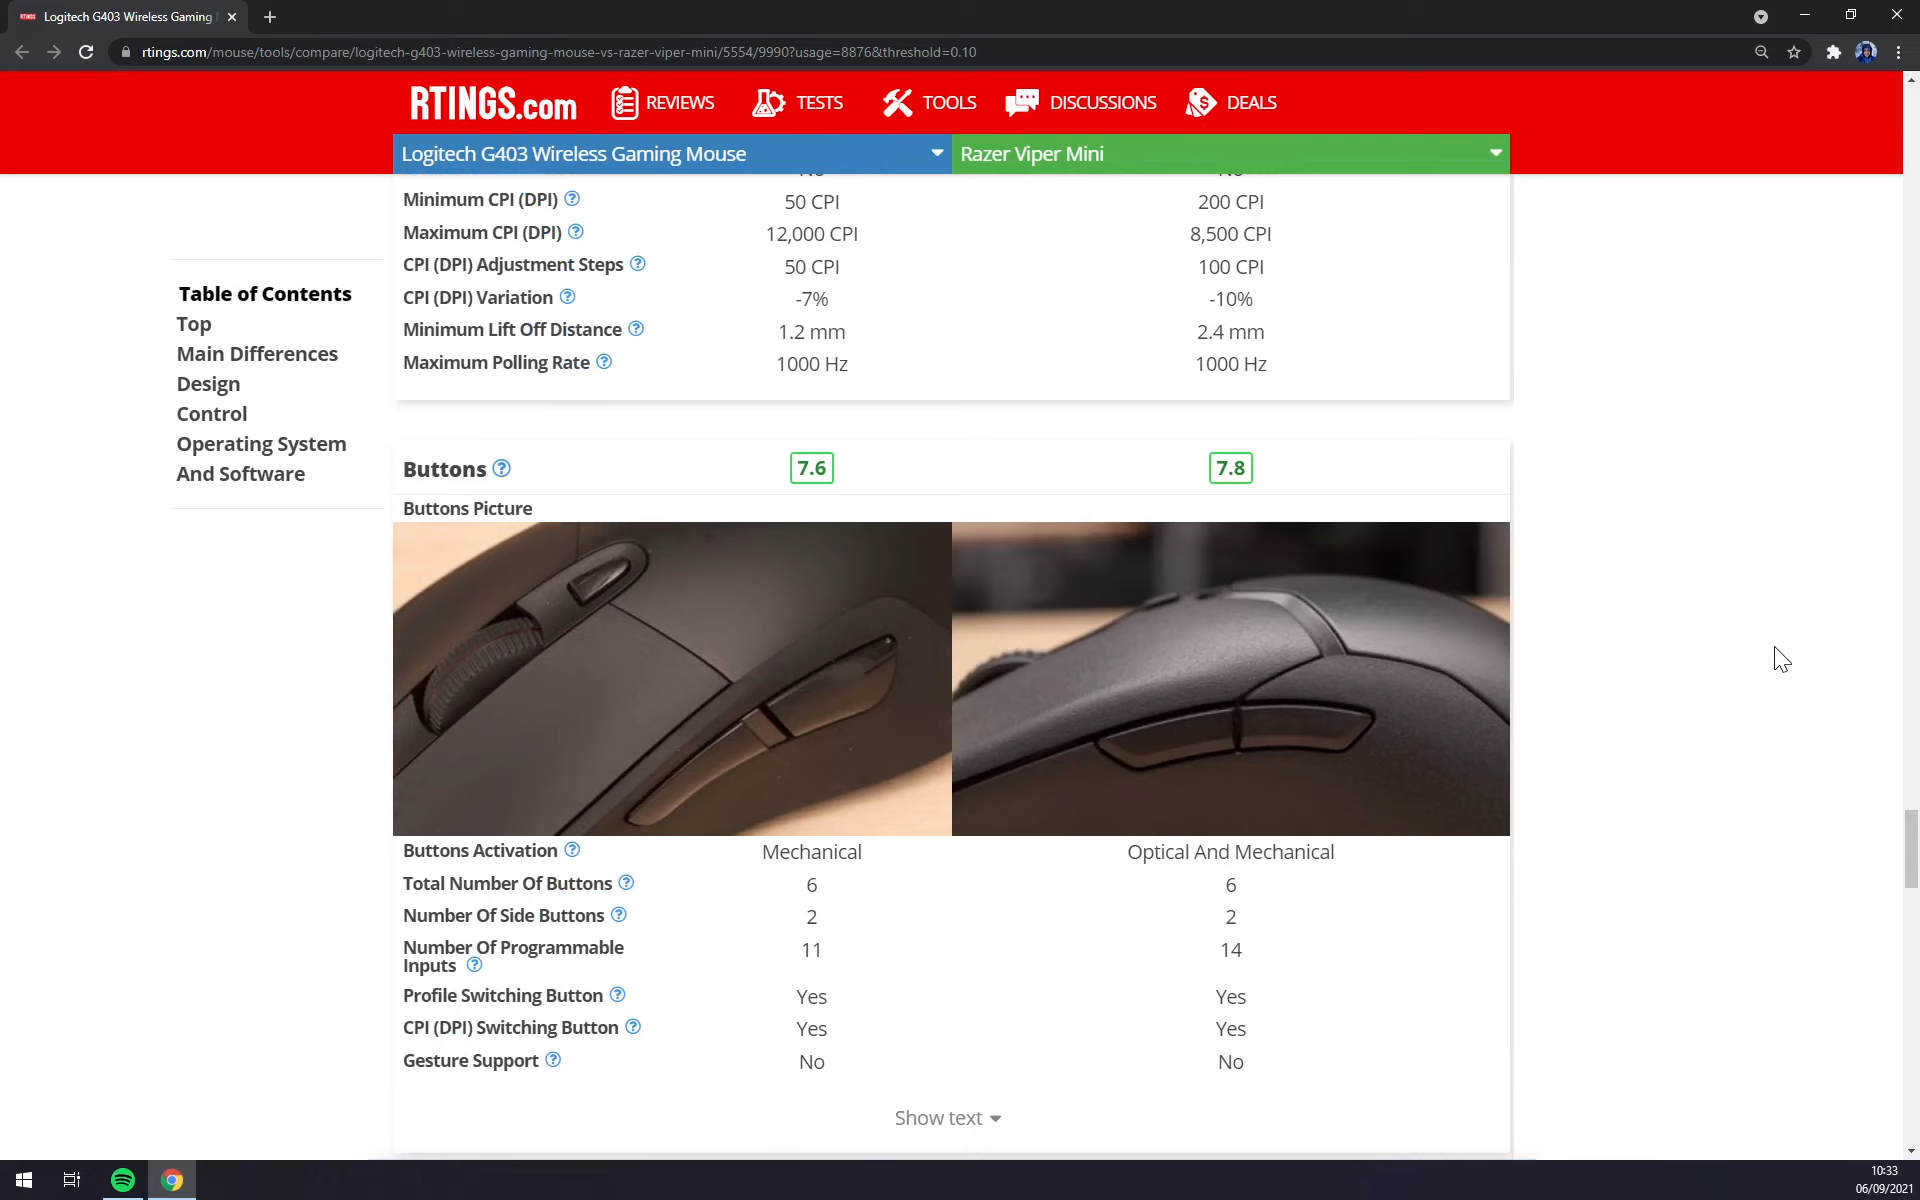 RTINGS Logitech G403 Wireless Gaming
rtings.com/mouse/tools/compare/logitech-g403-wireless-gaming-mouse-vs-razer-viper-mini/5554/9990?usage=8876&threshold=0.10
RTINGS.com REVIEWS TESTS TOOLS DISCUSSIONS DEALS
Logitech G403 Wireless Gaming Mouse Razer Viper Mini
No No
Minimum CPI (DPI) ? 50 CPI 200 CPI
Maximum CPI (DPI) ? 12,000 CPI 8,500 CPI
CPI (DPI) Adjustment Steps ? 50 CPI 100 CPI
CPI (DPI) Variation ? -7% -10%
Minimum Lift Off Distance ? 1.2 mm 2.4 mm
Maximum Polling Rate ? 1000 Hz 1000 Hz
Table of Contents
Top
Main Differences
Design
Control
Operating System
And Software
Buttons ? 7.6 7.8
Buttons Picture
Buttons Activation ? Mechanical Optical And Mechanical
Total Number Of Buttons ? 6 6
Number Of Side Buttons ? 2 2
Number Of Programmable
Inputs ? 11 14
Profile Switching Button ? Yes Yes
CPI (DPI) Switching Button ? Yes Yes
Gesture Support ? No No
Show text
10:33
06/09/2021